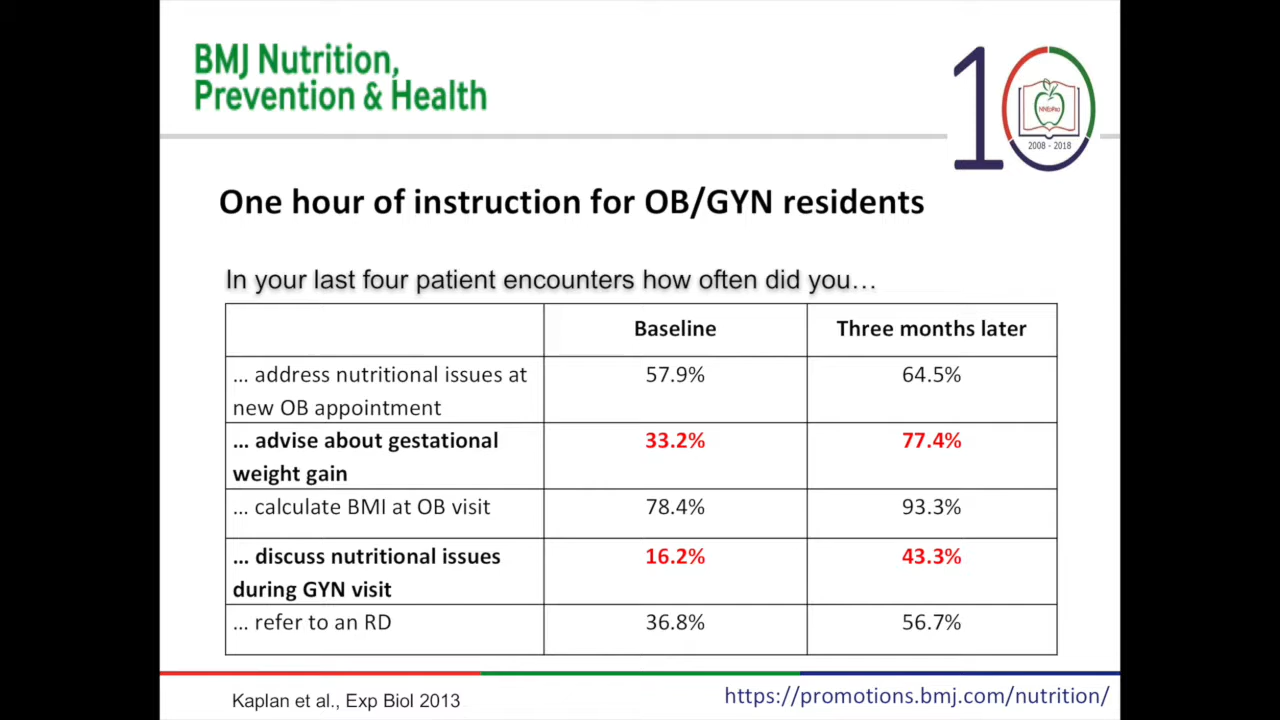 BMJ Nutrition,
Prevention & Health
10
NNEdPro
2008 - 2018
One hour of instruction for OB/GYN residents
In your last four patient encounters how often did you…
Baseline Three months later
... address nutritional issues at
new OB appointment
57.9% 64.5%
... advise about gestational
weight gain
33.2% 77.4%
... calculate BMI at OB visit 78.4% 93.3%
... discuss nutritional issues
during GYN visit
16.2% 43.3%
... refer to an RD 36.8% 56.7%
Kaplan et al., Exp Biol 2013
https://promotions.bmj.com/nutrition/